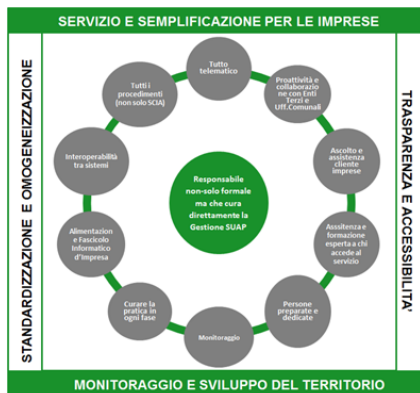 SERVIZIO E SEMPLIFICAZIONE PER LE IMPRESE
STANDARDIZZAZIONE E OMOGENEIZZAZIONE
TRASPARENZA E ACCESSIBILITA'
Tutto
telematico
Proattività e
collaborazio
ne con Enti
Terzi e
Uff.Comunali
Ascolto e
assistenza
cliente
imprese
Assitenza e
formazione
esperta a chi
accede al
servizio
Persone
preparate e
dedicate
Monitoraggio
Curare la
pratica in
ogni fase
Alimentazion
e Fascicolo
Informatico
d'Impresa
Interoperabilità
tra sistemi
Tutti i
procedimenti
(non solo SCIA)
Responsabile
non-solo formale
ma che cura
direttamente la
Gestione SUAP
MONITORAGGIO E SVILUPPO DEL TERRITORIO